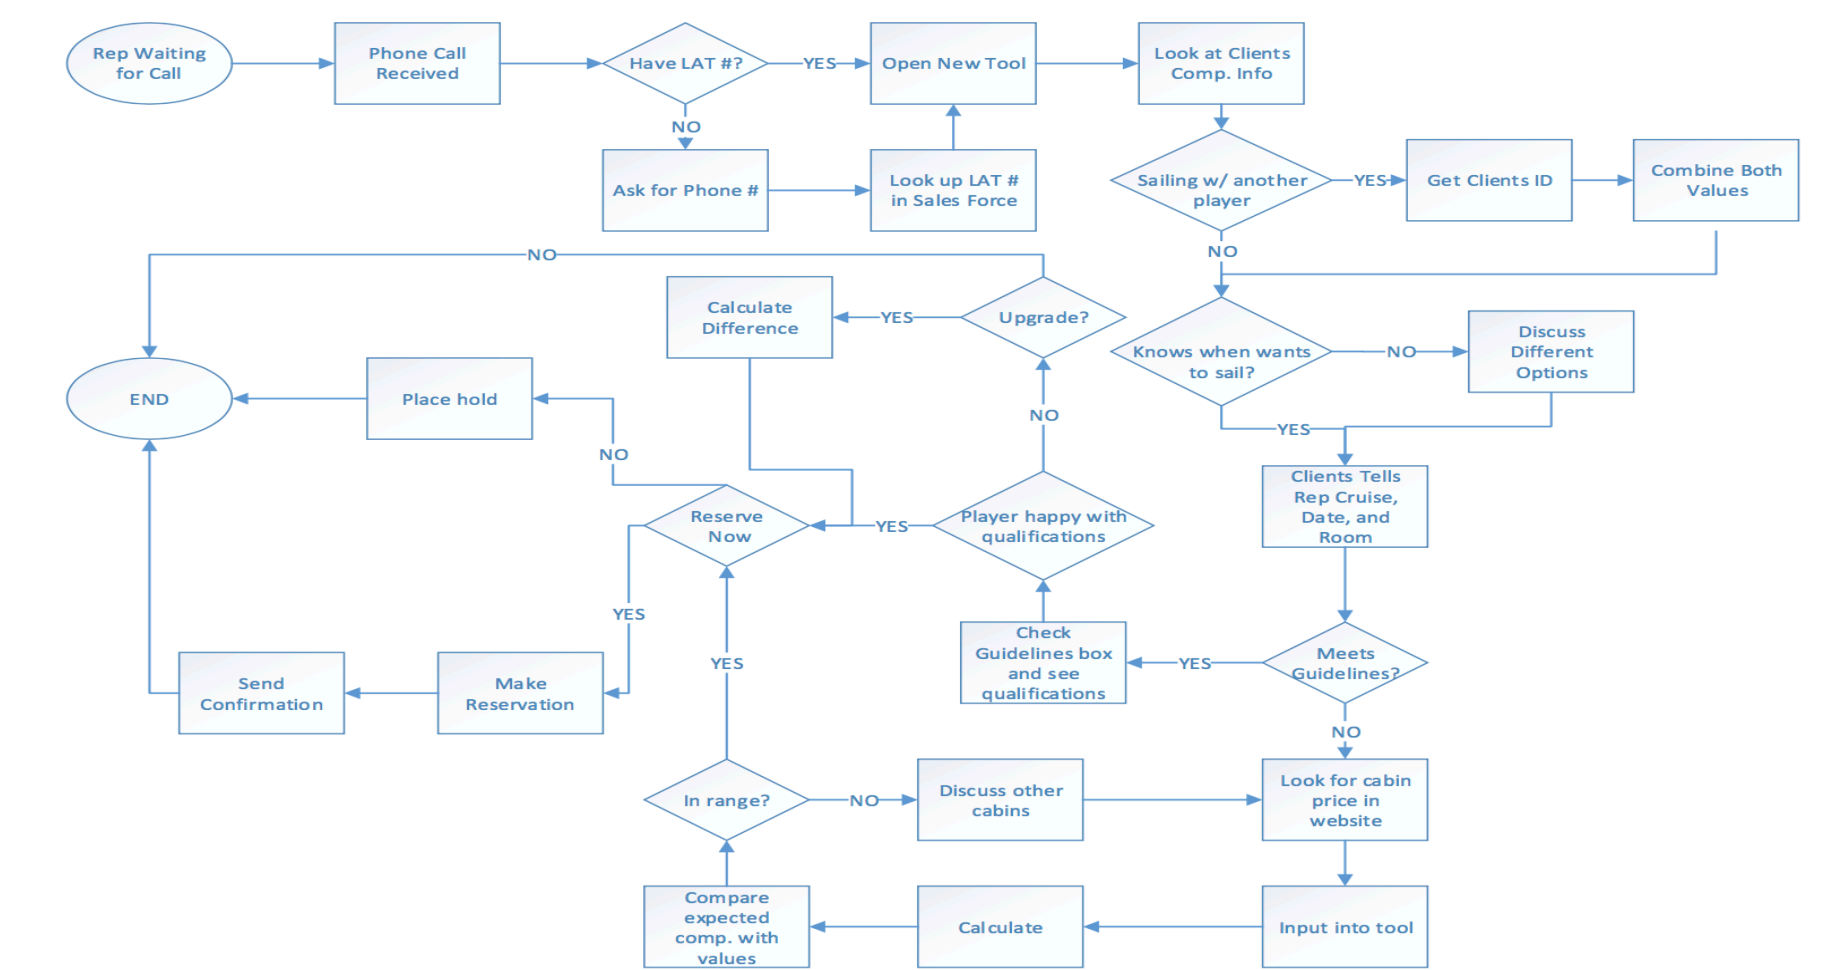 Rep Waiting
for Call
Phone Call
Received
Have LAT #?
YES
Open New Tool
Look at Clients
Comp. Info
NO
Ask for Phone #
Look up LAT #
in Sales Force
Sailing w/ another
player
YES
Get Clients ID
Combine Both
Values
NO
NO
Calculate
Difference
YES
Upgrade?
Knows when wants
to sail?
NO
Discuss
Different
Options
END
Place hold
NO
YES
NO
Clients Tells
Rep Cruise,
Date, and
Room
Reserve
Now
YES
Player happy with
qualifications
YES
Check
Guidelines box
and see
qualifications
YES
Meets
Guidelines?
YES
Send
Confirmation
Make
Reservation
NO
In range?
NO
Discuss other
cabins
Look for cabin
price in
website
Compare
expected
comp. with
values
Calculate
Input into tool